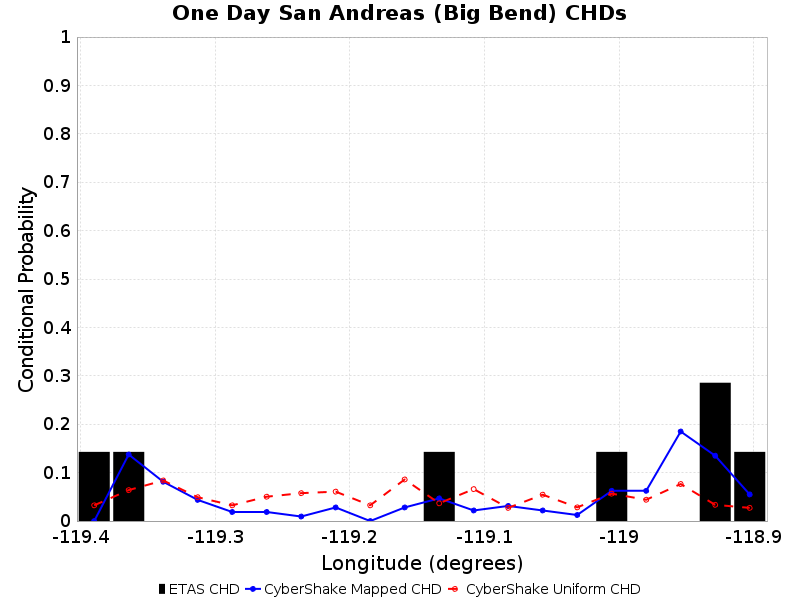 One Day San Andreas (Big Bend) CHDs
1
0.9
0.8
0.7
0.6
0.5
0.4
0.3
0.2
0.1
0
Conditional Probability
-119.4 -119.3 -119.2 -119.1 -119 -118.9
Longitude (degrees)
ETAS CHD CyberShake Mapped CHD CyberShake Uniform CHD